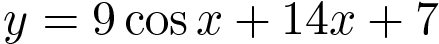 y = 9 cos x + 14x + 7